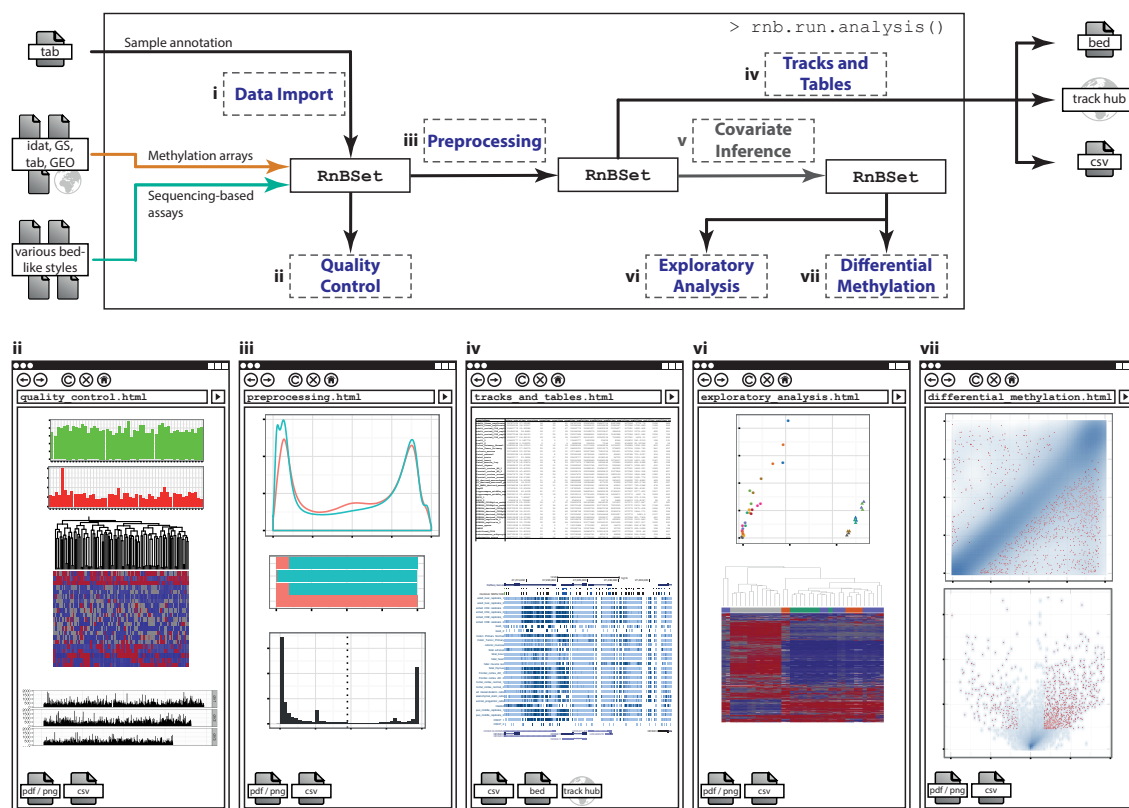 > rnb.run.analysis()
tab
Sample annotation
i
Data Import
iv
Tracks and
Tables
bed
track hub
csv
idat, GS,
tab, GEO
Methylation arrays
Sequencing-based
assays
RnBSet
iii
Preprocessing
RnBSet
v
Covariate
Inference
RnBSet
various bed-
like styles
ii
Quality
Control
vi
Exploratory
Analysis
vii
Differential
Methylation
ii
quality_control.html
pdf / png
csv
iii
preprocessing.html
pdf / png
csv
iv
tracks_and_tables.html
csv
bed
track hub
vi
exploratory_analysis.html
pdf / png
csv
vii
differential_methylation.html
pdf / png
csv